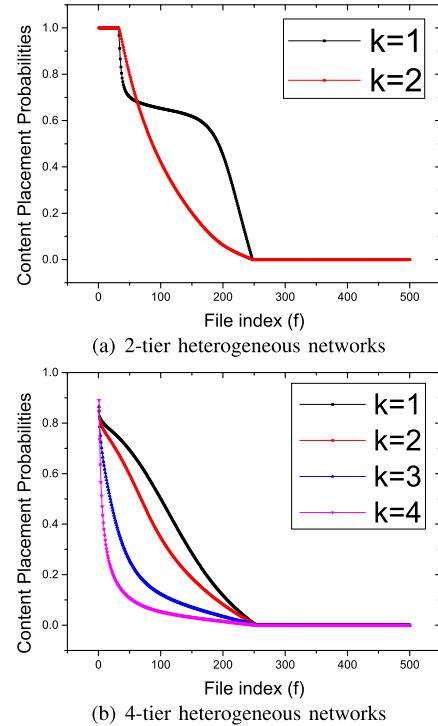 1.0
0.8
0.6
0.4
0.2
0.0
Content Placement Probabilities
k=1
k=2
0 100 200 300 400 500
File index (f)
(a) 2-tier heterogeneous networks
1.0
0.8
0.6
0.4
0.2
0.0
Content Placement Probabilities
k=1
k=2
k=3
k=4
0 100 200 300 400 500
File index (f)
(b) 4-tier heterogeneous networks